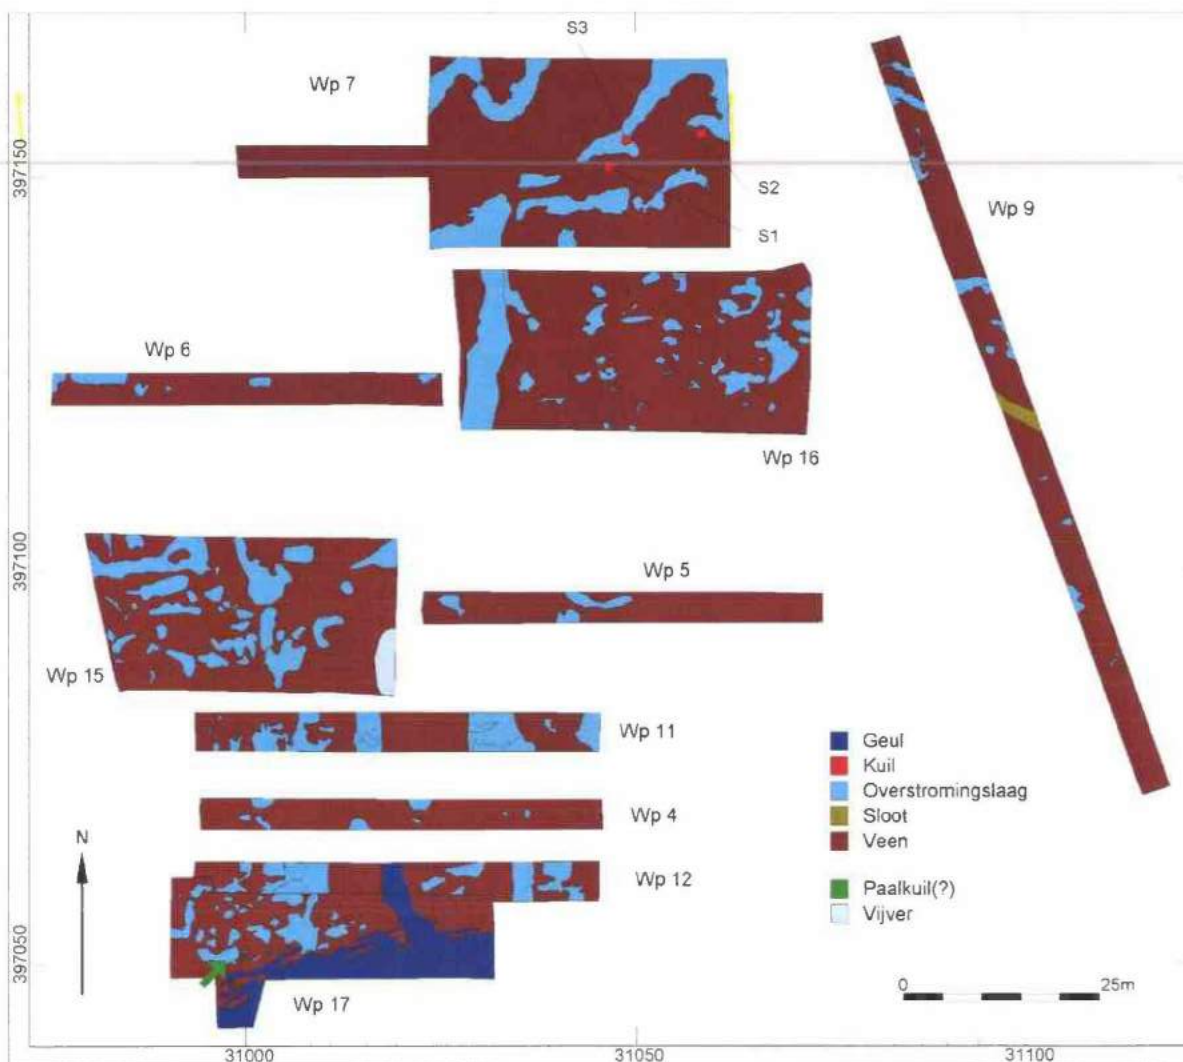 S3
Wp 7
397150
S2
Wp 9
S1
Wp 6
Wp 16
397100
Wp 5
Wp 15
Wp 11
Geul
Kuil
Overstromingslaag
Sloot
Veen
Paalkuil(?)
Vijver
Wp 4
N
Wp 12
397050
0 25m
Wp 17
31000 31050 31100